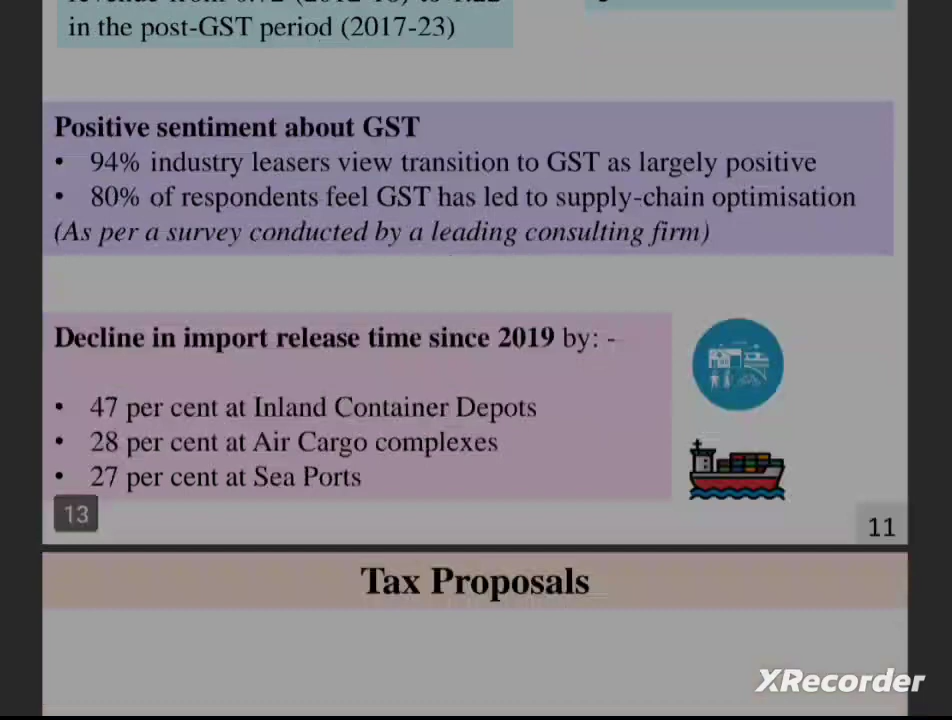 in the post-GST period (2017-23)
Positive sentiment about GST
• 94% industry leasers view transition to GST as largely positive
• 80% of respondents feel GST has led to supply-chain optimisation
(As per a survey conducted by a leading consulting firm)
Decline in import release time since 2019 by: -
• 47 per cent at Inland Container Depots
• 28 per cent at Air Cargo complexes
• 27 per cent at Sea Ports
13
11
Tax Proposals
XRecorder